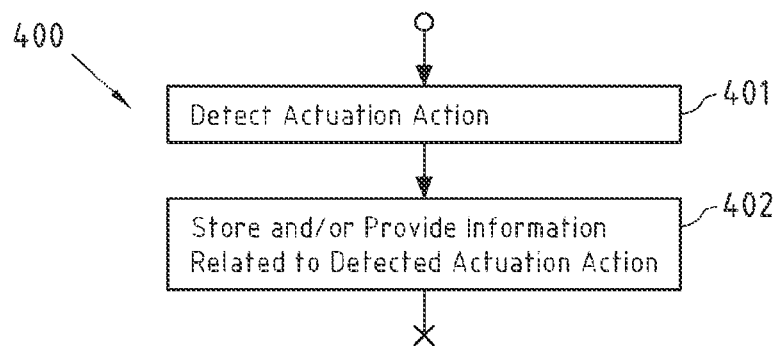 400
Detect Actuation Action
401
Store and/or Provide Information
Related to Detected Actuation Action
402